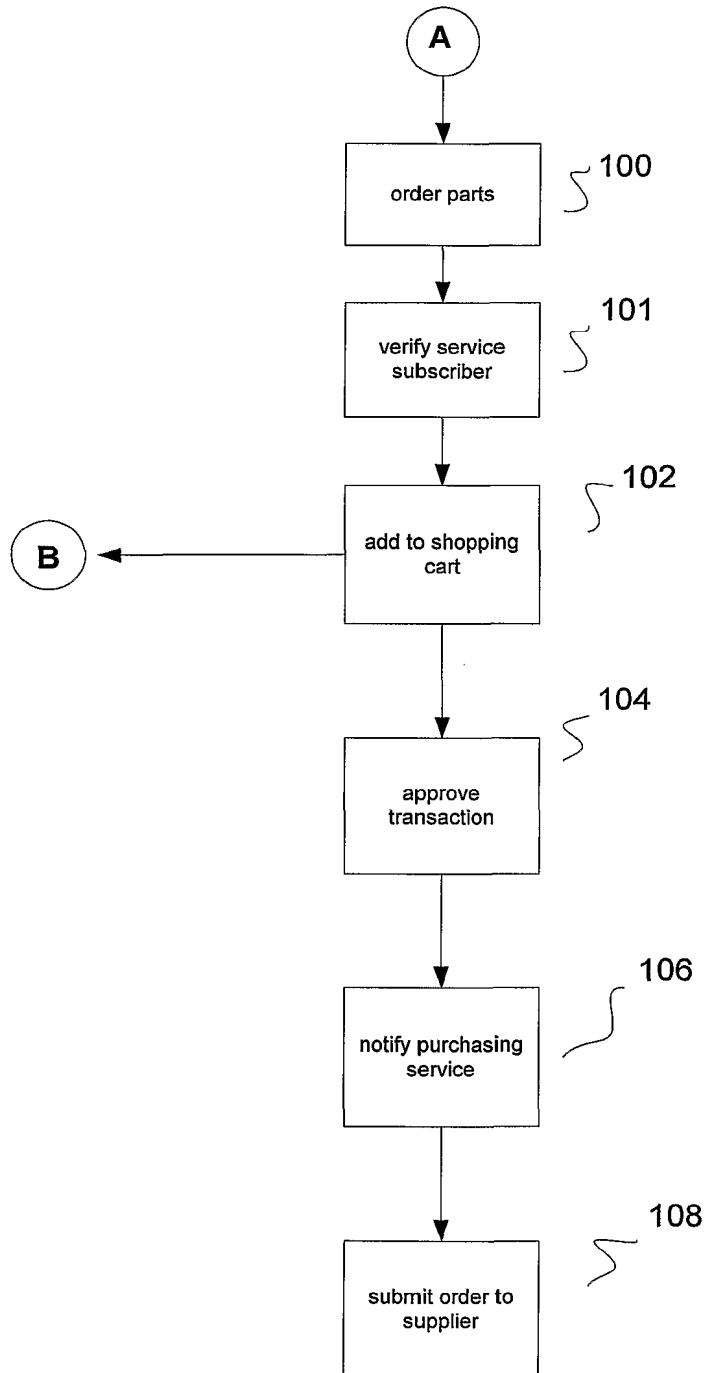 A
100
order parts
101
verify service
subscriber
102
add to shopping
cart
B
104
approve
transaction
106
notify purchasing
service
108
submit order to
supplier